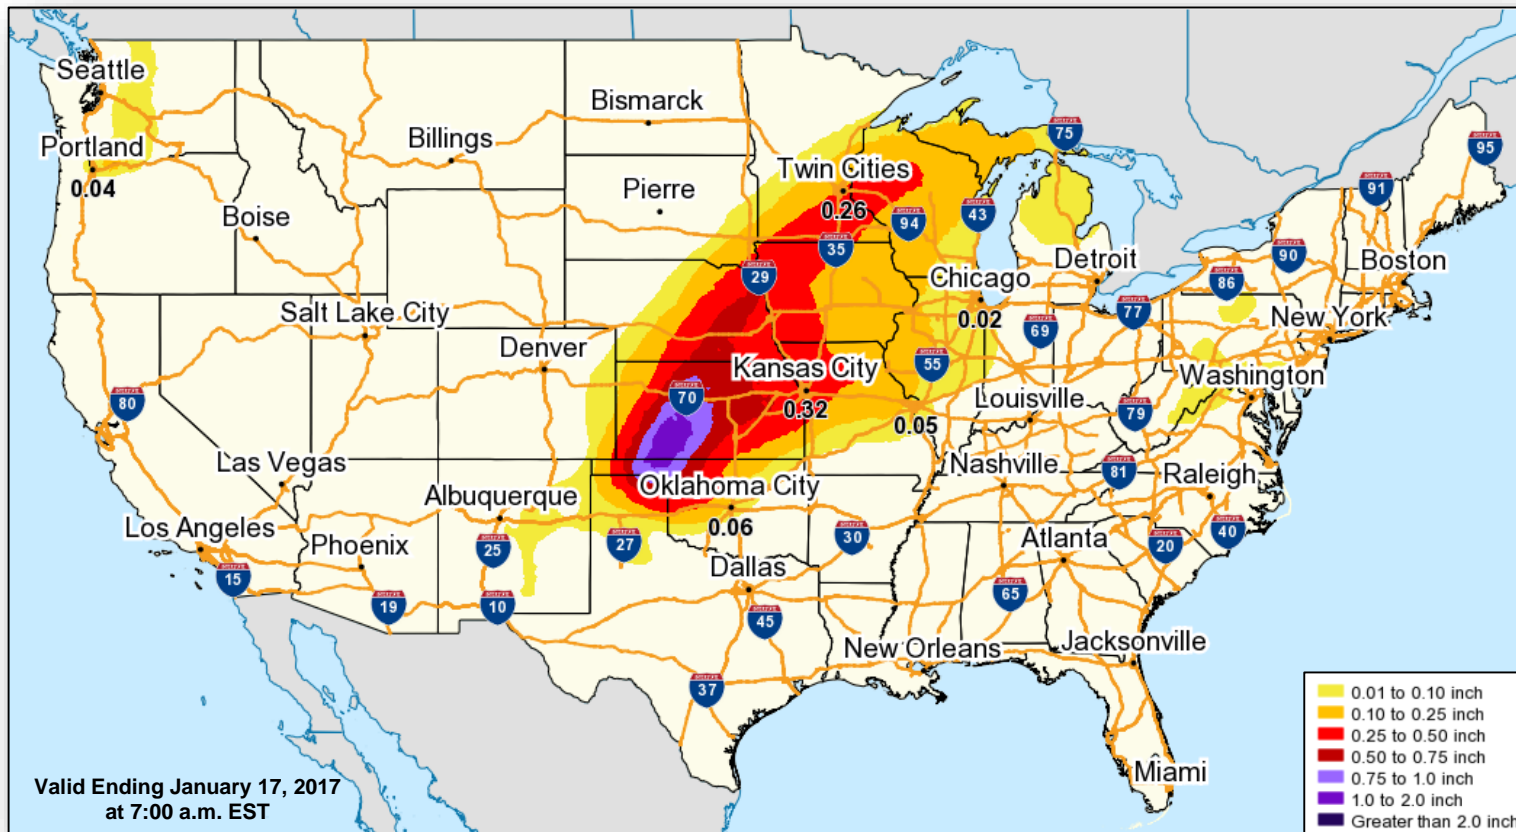 Seattle
Bismarck
75
Billings
95
Portland
Twin Cities
0.04
Pierre
91
0.26
Boise
94
43
35
90
Detroit
Boston
29
Chicago
86
Salt Lake City
0.02
77
New York
69
Denver
Kansas City
55
Washington
80
70
Louisville
0.32
79
0.05
Las Vegas
Nashville
81
Raleigh
Albuquerque
Oklahoma City
Los Angeles
0.06
40
Phoenix
25
27
30
Atlanta
20
15
Dallas
19
10
65
45
New Orleans
Jacksonville
37
0.01 to 0.10 inch
0.10 to 0.25 inch
0.25 to 0.50 inch
0.50 to 0.75 inch
0.75 to 1.0 inch
1.0 to 2.0 inch
Greater than 2.0 inch
Miami
Valid Ending January 17, 2017
at 7:00 a.m. EST